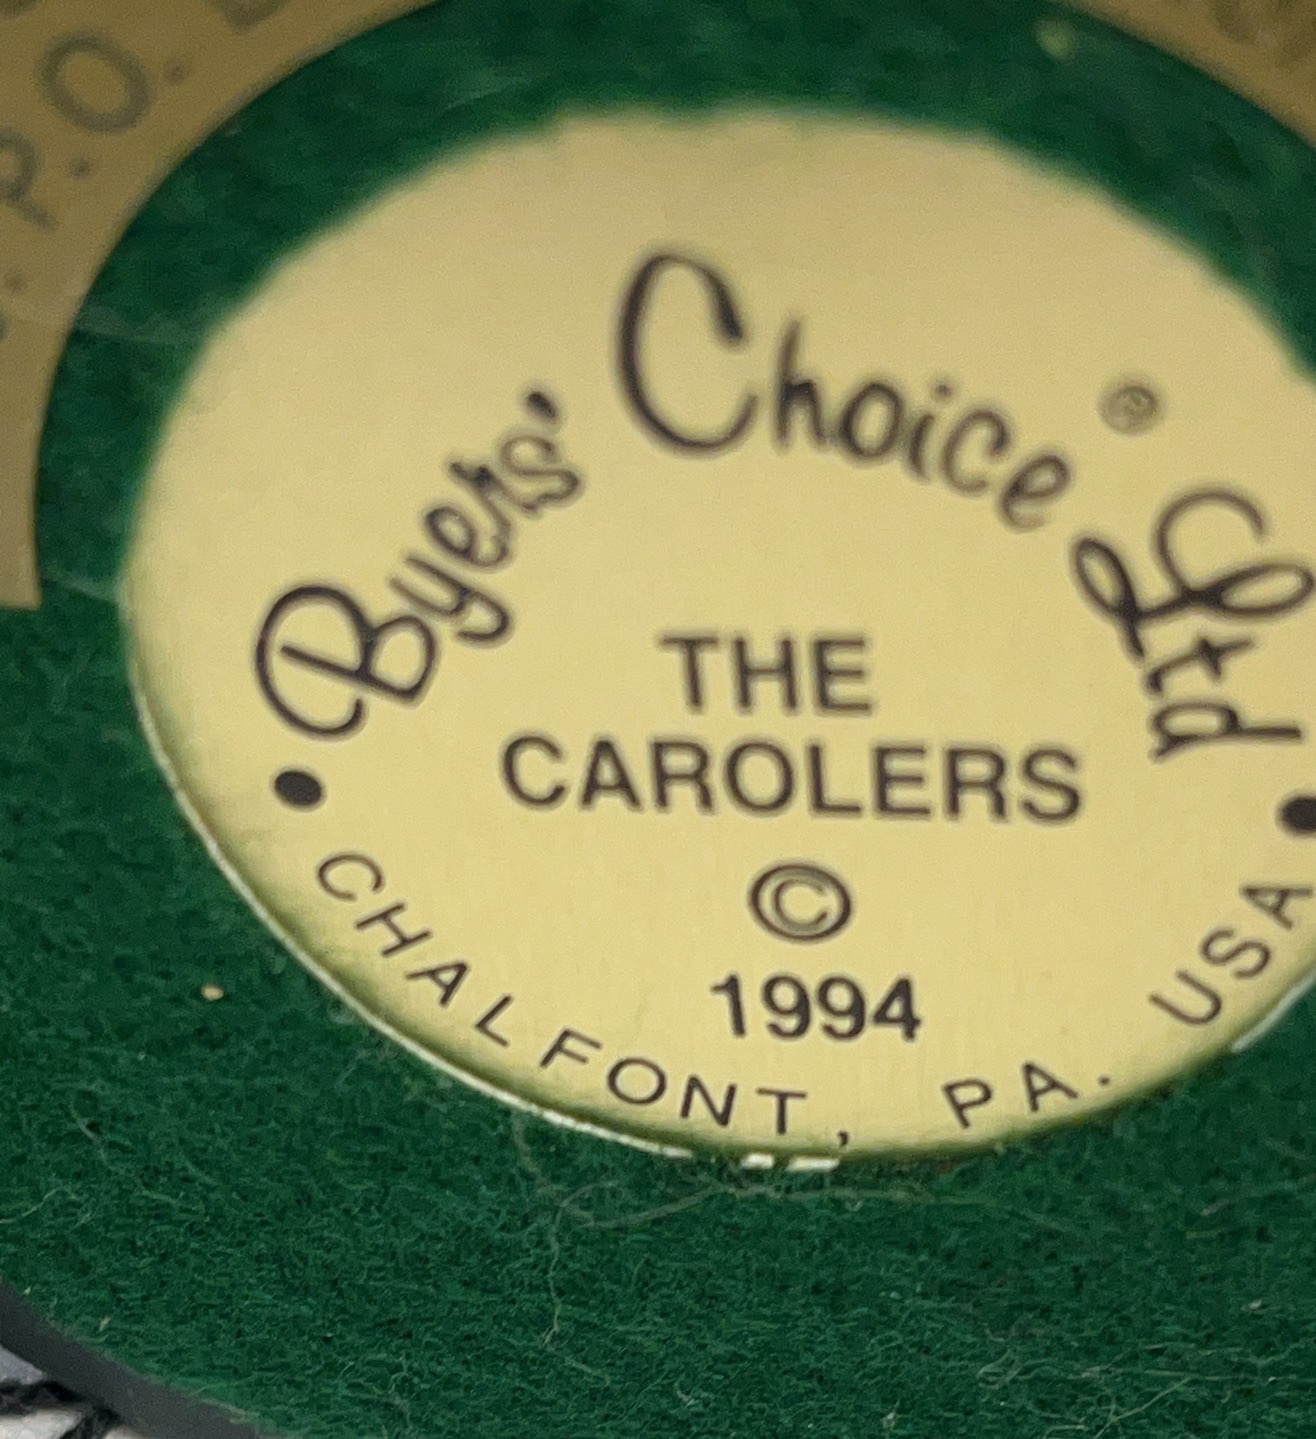 P.O.
Byers' Choice ® Ltd
THE
CAROLERS
©
1994
• CHALFONT, PA. USA •